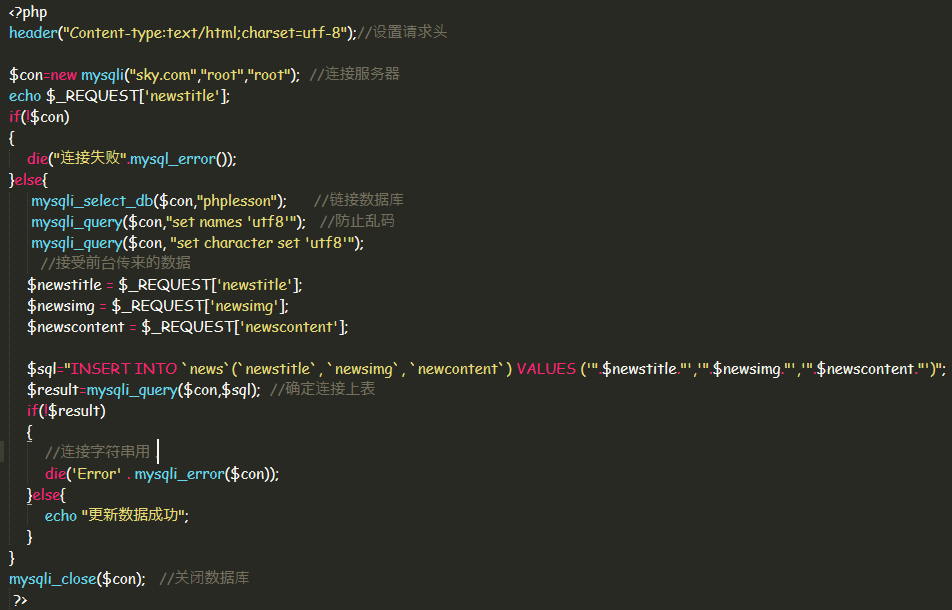 <?php
header("Content-type:text/html;charset=utf-8");//设置请求头
$con=new mysqli("sky.com","root","root");  //连接服务器
echo $_REQUEST['newstitle'];
if(!$con)
{
die("连接失败".mysql_error());
}else{
mysqli_select_db($con,"phplesson");     //链接数据库
mysqli_query($con,"set names 'utf8'");  //防止乱码
mysqli_query($con, "set character set 'utf8'");
//接受前台传来的数据
$newstitle = $_REQUEST['newstitle'];
$newsimg = $_REQUEST['newsimg'];
$newscontent = $_REQUEST['newscontent'];
$sql="INSERT INTO `news`(`newstitle`, `newsimg`, `newcontent`) VALUES ('".$newstitle."','".$newsimg."','".$newscontent."')";
$result=mysqli_query($con,$sql);  //确定连接上表
if(!$result)
{
//连接字符串用 .
die('Error' . mysqli_error($con));
}else{
echo "更新数据成功";
}
}
mysqli_close($con);  //关闭数据库
?>